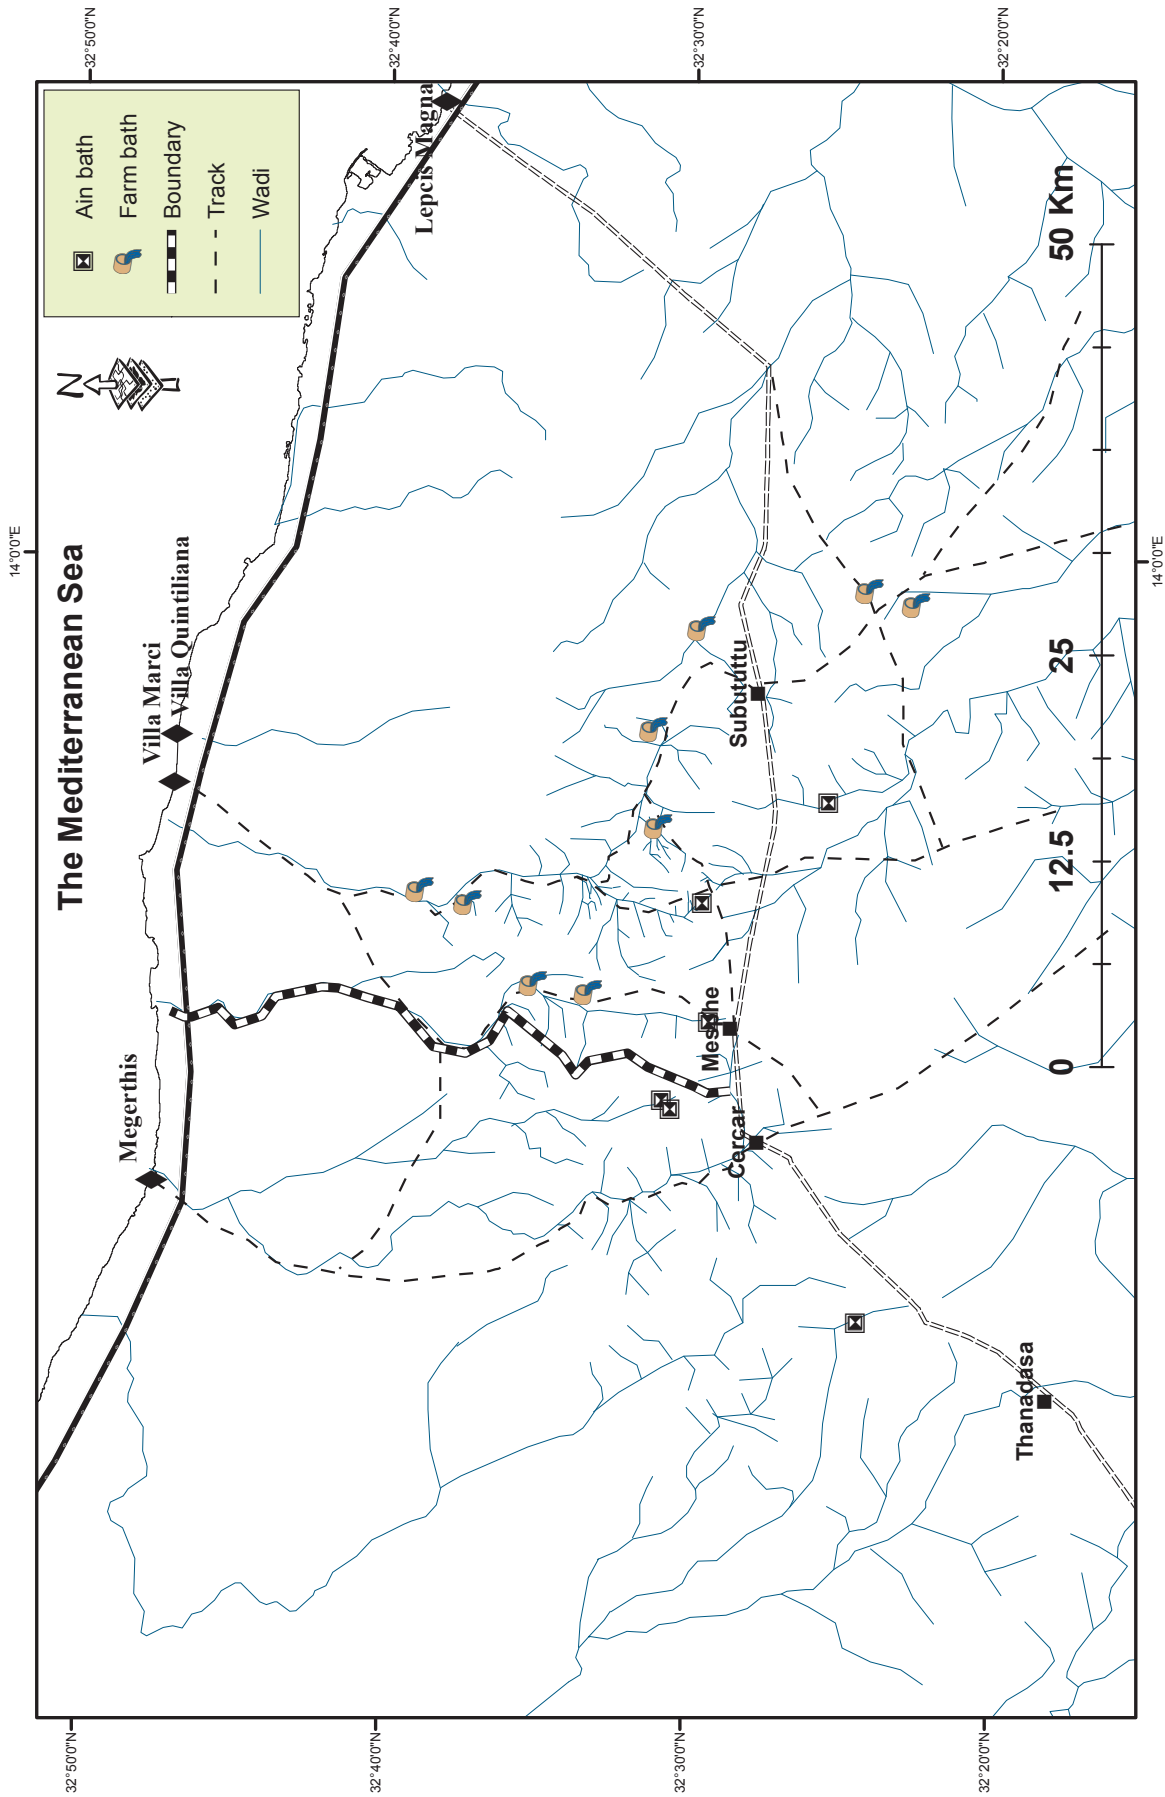 The Mediterranean Sea
N
Ain bath
Farm bath
Boundary
Track
Wadi
Megerthis
Villa Marci
Villa Quintiliana
Lepcis Magna
Thanadasa
Cercar
Subututtu
0
12.5
25
50 Km
14°0'0"E
14°0'0"E
32°50'0"N
32°40'0"N
32°30'0"N
32°20'0"N
32°50'0"N
32°40'0"N
32°30'0"N
32°20'0"N